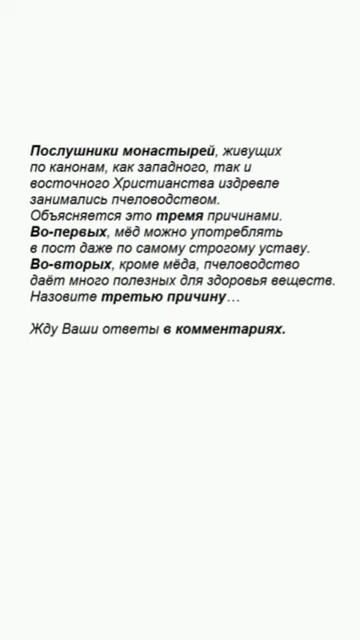 Послушники монастырей, живущих
по канонам, как западного, так и
восточного Христианства издревле
занимались пчеловодством.
Объясняется это тремя причинами.
Во-первых, мёд можно употреблять
в пост даже по самому строгому уставу.
Во-вторых, кроме мёда, пчеловодство
даёт много полезных для здоровья веществ.
Назовите третью причину...
Жду Ваши ответы в комментариях.